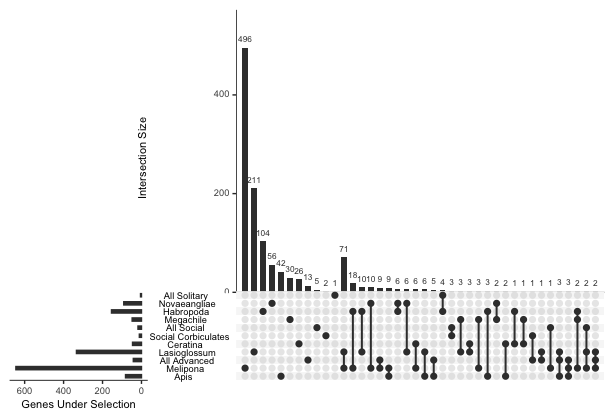 496
400
211
200
104
71
56
42
30
26
13
5
2
1
18
10
10
9
9
6
6
6
6
5
4
3
3
3
3
3
2
2
1
1
1
1
3
2
2
2
0
Intersection Size
All Solitary
Novaeangliae
Habropoda
Megachile
All Social
Social Corbiculates
Ceratina
Lasioglossum
All Advanced
Melipona
Apis
600 400 200 0
Genes Under Selection